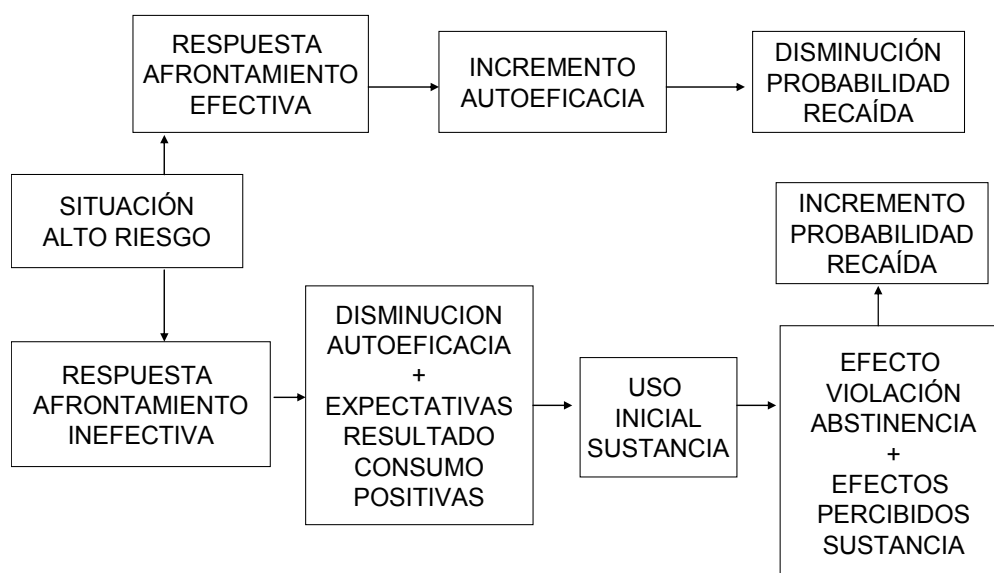 RESPUESTA
AFRONTAMIENTO
EFECTIVA
INCREMENTO
AUTOEFICACIA
DISMINUCIÓN
PROBABILIDAD
RECAÍDA
SITUACIÓN
ALTO RIESGO
INCREMENTO
PROBABILIDAD
RECAÍDA
RESPUESTA
AFRONTAMIENTO
INEFECTIVA
DISMINUCION
AUTOEFICACIA
+
EXPECTATIVAS
RESULTADO
CONSUMO
POSITIVAS
USO
INICIAL
SUSTANCIA
EFECTO
VIOLACIÓN
ABSTINENCIA
+
EFECTOS
PERCIBIDOS
SUSTANCIA